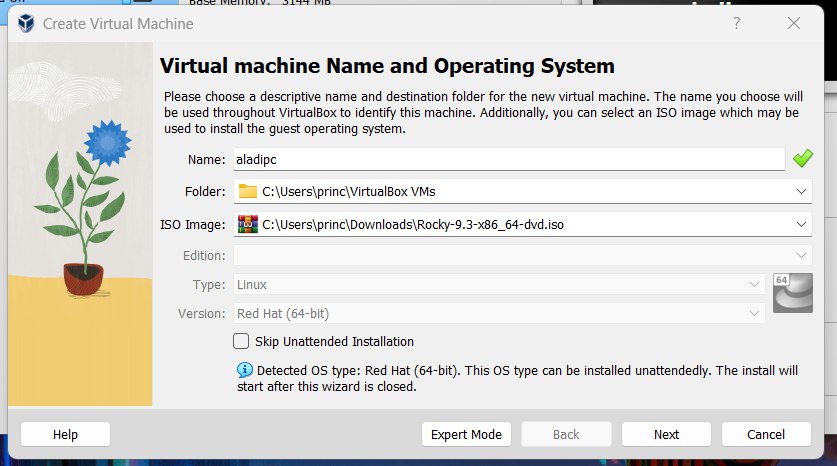 Base Memory: 3144 MB
Create Virtual Machine
?
Virtual machine Name and Operating System
Please choose a descriptive name and destination folder for the new virtual machine. The name you choose will
be used throughout VirtualBox to identify this machine. Additionally, you can select an ISO image which may be
used to install the guest operating system.
Name: aladipc
Folder: C:\Users\princ\VirtualBox VMs
ISO Image: C:\Users\princ\Downloads\Rocky-9.3-x86_64-dvd.iso
Edition:
Type: Linux
64
Version: Red Hat (64-bit)
Skip Unattended Installation
Detected OS type: Red Hat (64-bit). This OS type can be installed unattendedly. The install will
start after this wizard is closed.
Help Expert Mode Back Next Cancel